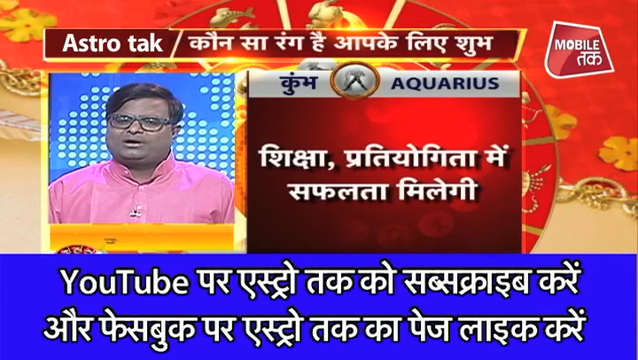 Astro tak कौन सा रंग है आपके लिए शुभ
MOBILE
तक
कुंभ AQUARIUS
शिक्षा, प्रतियोगिता में
सफलता मिलेगी
YouTube पर एस्ट्रो तक को सब्सक्राइब करें
और फेसबुक पर एस्ट्रो तक का पेज लाइक करें